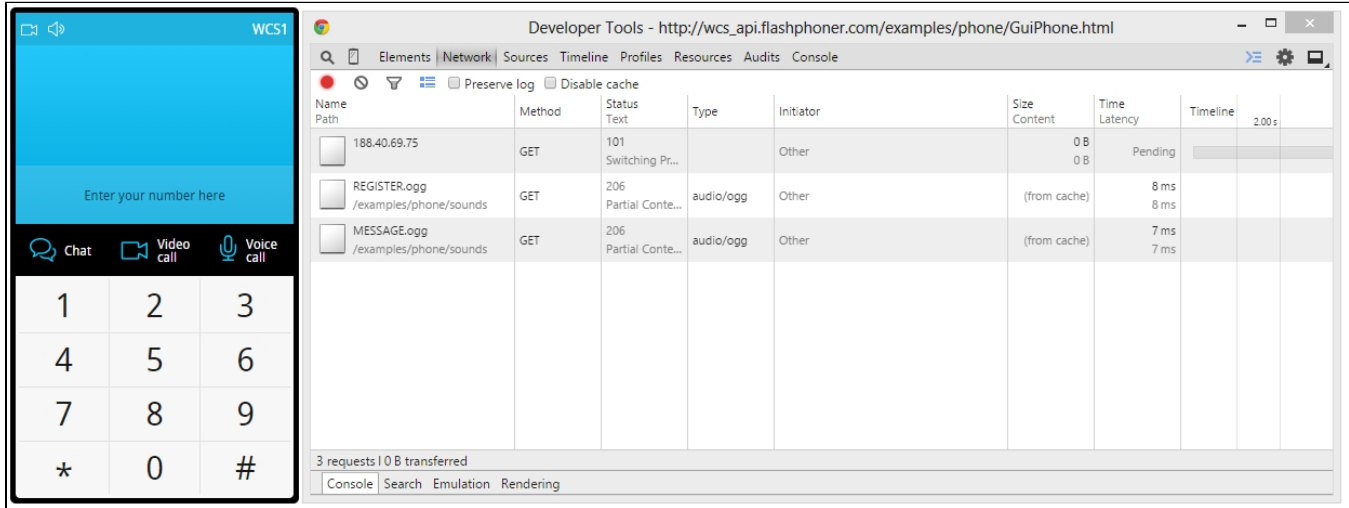 WCS1
Enter your number here
Chat
Video call
Voice call
1 2 3
4 5 6
7 8 9
* 0 #
Developer Tools - http://wcs_api.flashphoner.com/examples/phone/GuiPhone.html
Elements Network Sources Timeline Profiles Resources Audits Console
Preserve log Disable cache
Name Method Status Type Initiator Size Time Timeline
Path Text Content Latency 2.00 s
188.40.69.75 GET 101 Other 0 B Pending
Switching Pr... 0 B
REGISTER.ogg GET 206 audio/ogg Other (from cache) 8 ms
/examples/phone/sounds Partial Conte... 8 ms
MESSAGE.ogg GET 206 audio/ogg Other (from cache) 7 ms
/examples/phone/sounds Partial Conte... 7 ms
3 requests I 0 B transferred
Console Search Emulation Rendering